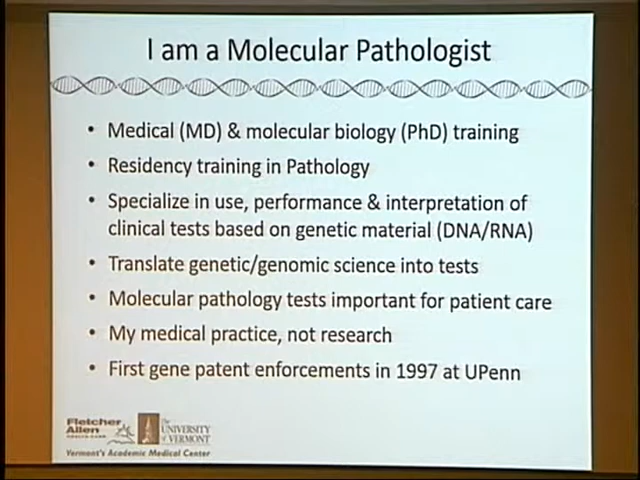 I am a Molecular Pathologist
• Medical (MD) & molecular biology (PhD) training
• Residency training in Pathology
• Specialize in use, performance & interpretation of
clinical tests based on genetic material (DNA/RNA)
• Translate genetic/genomic science into tests
• Molecular pathology tests important for patient care
• My medical practice, not research
• First gene patent enforcements in 1997 at UPenn
Fletcher
Allen
HEALTH CARE
The
UNIVERSITY
of VERMONT
Vermont's Academic Medical Center